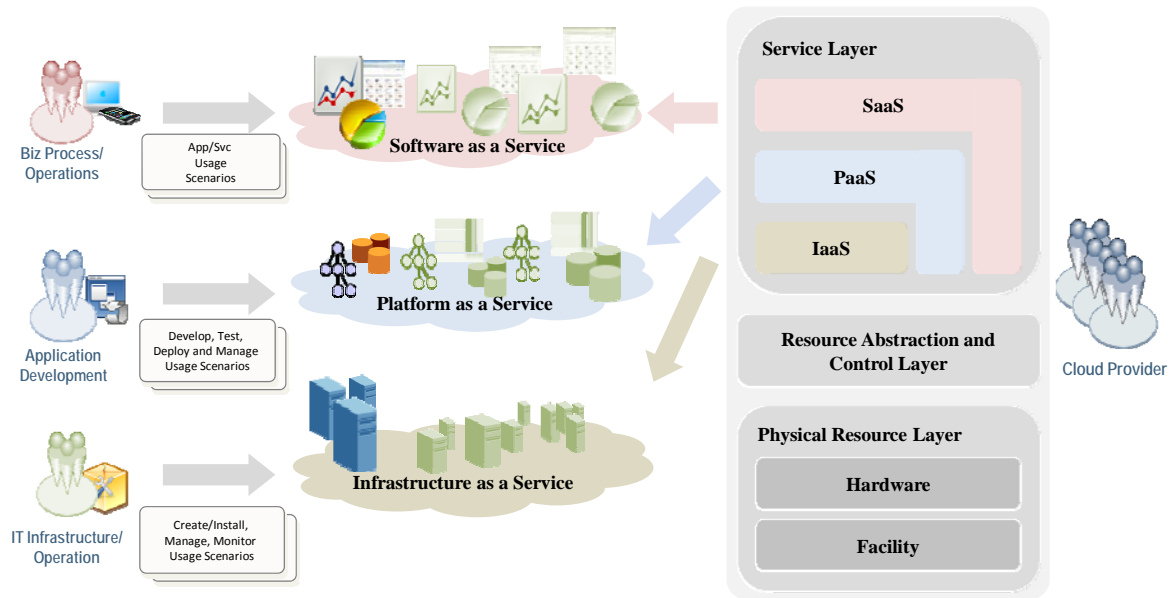 Biz Process/
Operations
App/Svc
Usage
Scenarios
Software as a Service
Application
Development
Develop, Test,
Deploy and Manage
Usage Scenarios
Platform as a Service
IT Infrastructure/
Operation
Create/Install,
Manage, Monitor
Usage Scenarios
Infrastructure as a Service
Service Layer
SaaS
PaaS
IaaS
Resource Abstraction and
Control Layer
Physical Resource Layer
Hardware
Facility
Cloud Provider